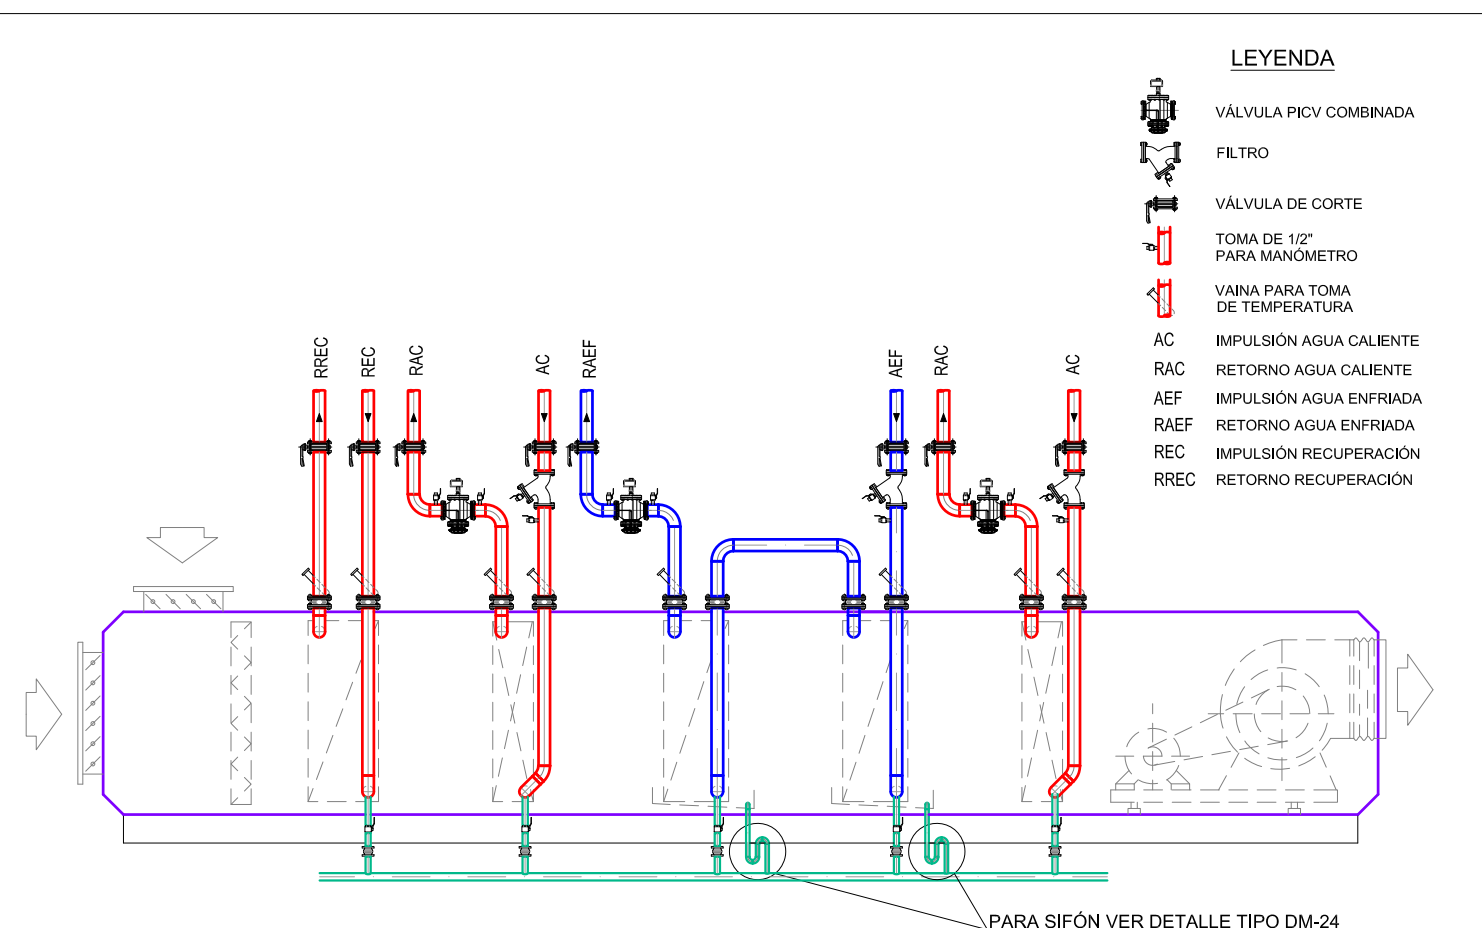 LEYENDA
VÁLVULA PICV COMBINADA
FILTRO
VÁLVULA DE CORTE
TOMA DE 1/2"
PARA MANÓMETRO
VAINA PARA TOMA
DE TEMPERATURA
AC IMPULSIÓN AGUA CALIENTE
RAC RETORNO AGUA CALIENTE
AEF IMPULSIÓN AGUA ENFRIADA
RAEF RETORNO AGUA ENFRIADA
REC IMPULSIÓN RECUPERACIÓN
RREC RETORNO RECUPERACIÓN
RREC
REC
RAC
AC
RAEF
AEF
RAC
AC
PARA SIFÓN VER DETALLE TIPO DM-24